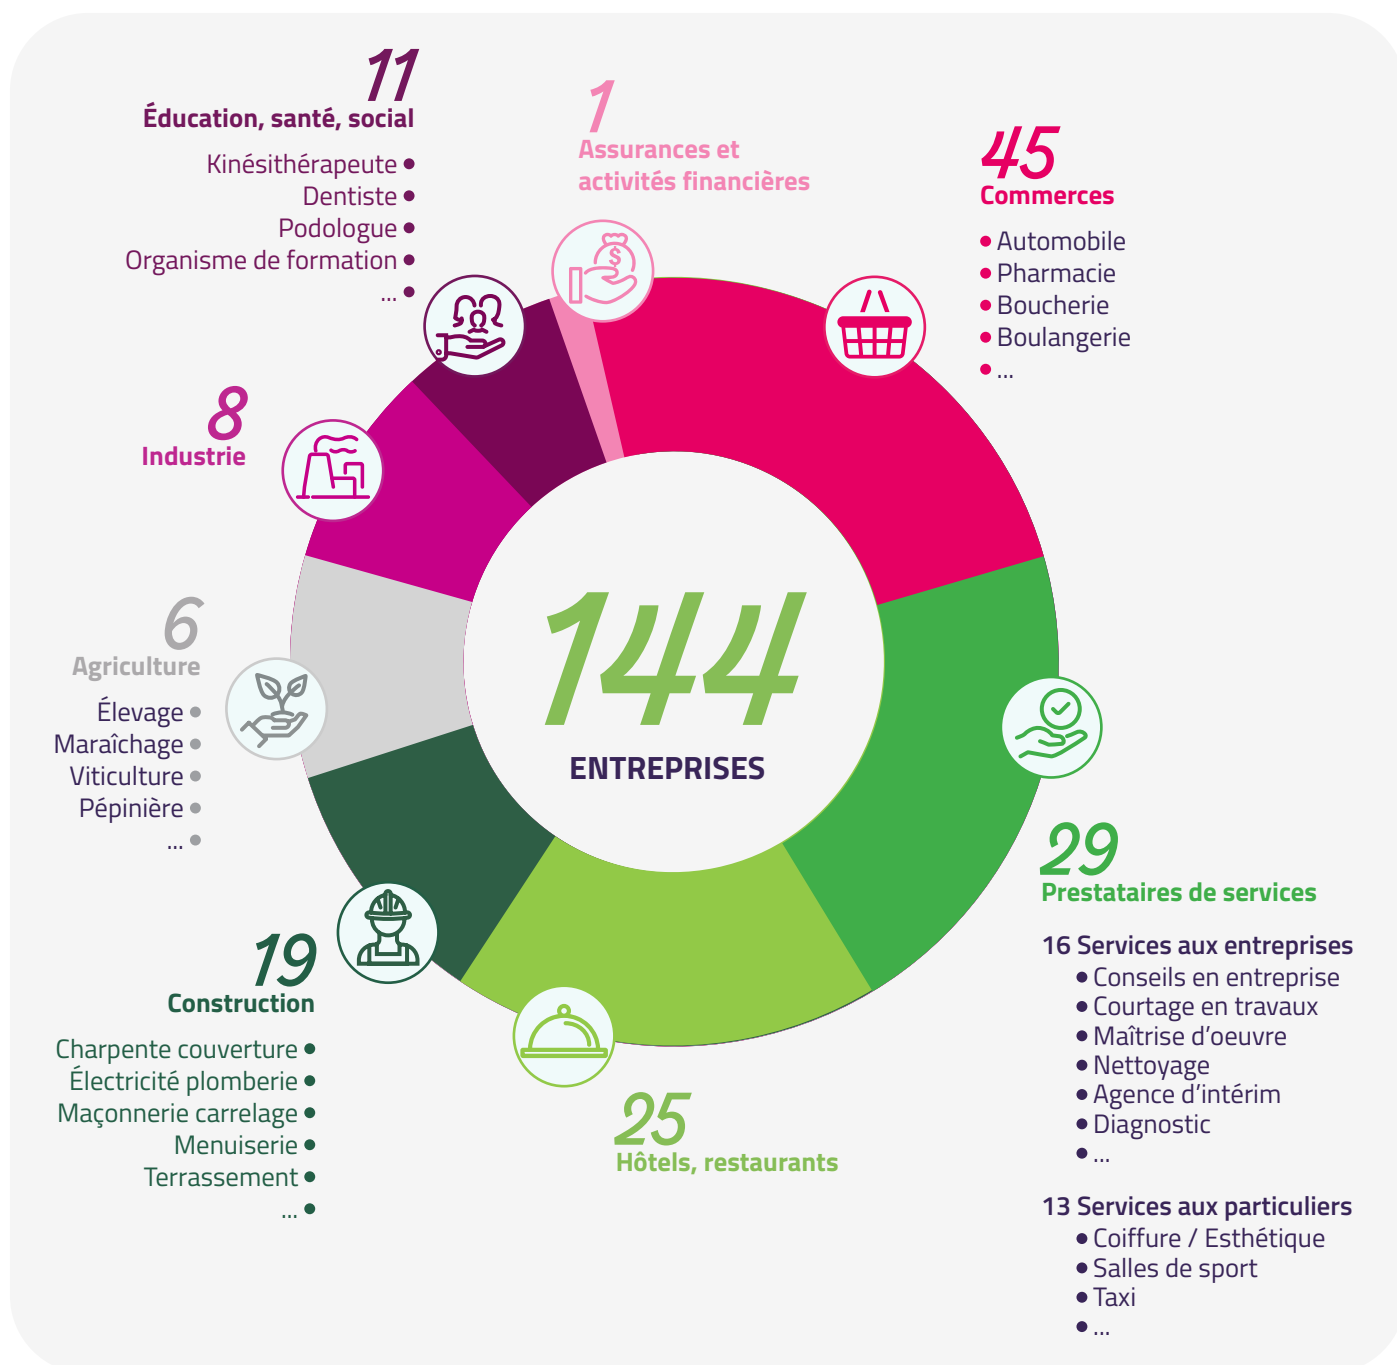 11
Éducation, santé, social
Kinésithérapeute •
Dentiste •
Podologue •
Organisme de formation •
... •
1
Assurances et
activités financières
$
45
Commerces
• Automobile
• Pharmacie
• Boucherie
• Boulangerie
• ...
8
Industrie
6
Agriculture
Élevage •
Maraîchage •
Viticulture •
Pépinière •
... •
144
ENTREPRISES
29
Prestataires de services
16 Services aux entreprises
• Conseils en entreprise
• Courtage en travaux
• Maîtrise d'oeuvre
• Nettoyage
• Agence d'intérim
• Diagnostic
• ...
13 Services aux particuliers
• Coiffure / Esthétique
• Salles de sport
• Taxi
• ...
19
Construction
Charpente couverture •
Électricité plomberie •
Maçonnerie carrelage •
Menuiserie •
Terrassement •
... •
25
Hôtels, restaurants